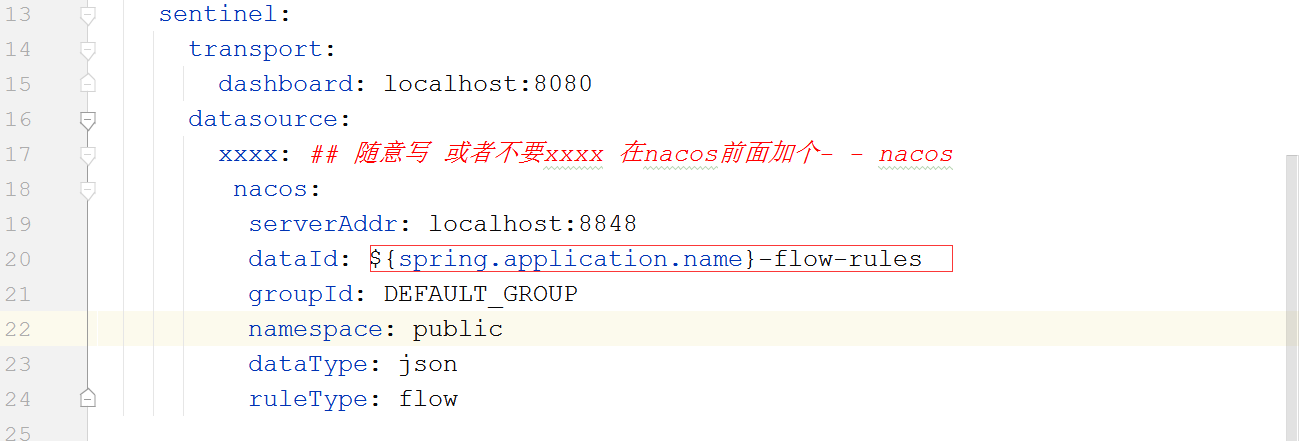 13 sentinel:
14 transport:
15 dashboard: localhost:8080
16 datasource:
17 xxxx: ## 随意写 或者不要xxxx 在nacos前面加个- - nacos
18 nacos:
19 serverAddr: localhost:8848
20 dataId: ${spring.application.name}-flow-rules
21 groupId: DEFAULT_GROUP
22 namespace: public
23 dataType: json
24 ruleType: flow
25